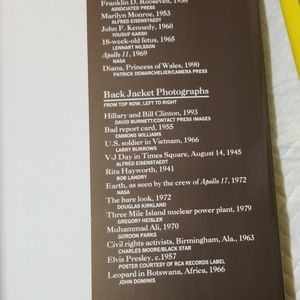 Franklin D. Roosevelt, 1938
ASSOCIATED PRESS
Marilyn Monroe, 1953
ALFRED EISENSTAEDT
John F. Kennedy, 1960
YOUSUF KARSH
18-week-old fetus, 1965
LENNART NILSSON
Apollo 11, 1969
NASA
Diana, Princess of Wales, 1990
PATRICK DEMARCHELIER/CAMERA PRESS
Back Jacket Photographs
FROM TOP ROW, LEFT TO RIGHT
Hillary and Bill Clinton, 1993
DAVID BURNETT/CONTACT PRESS IMAGES
Bad report card, 1955
EMMONS WILLIAMS
U.S. soldier in Vietnam, 1966
LARRY BURROWS
V-J Day in Times Square, August 14, 1945
ALFRED EISENSTAEDT
Rita Hayworth, 1941
BOB LANDRY
Earth, as seen by the crew of Apollo 17, 1972
NASA
The bare look, 1972
DOUGLAS KIRKLAND
Three Mile Island nuclear power plant, 1979
GREGORY HEISLER
Muhammad Ali, 1970
GORDON PARKS
Civil rights activists, Birmingham, Ala., 1963
CHARLES MOORE/BLACK STAR
Elvis Presley, c.1957
POSTER COURTESY OF RCA RECORDS LABEL
Leopard in Botswana, Africa, 1966
JOHN DOMINIS